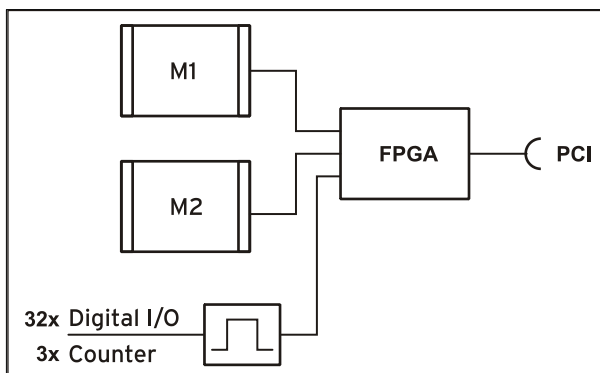 M1
FPGA
PCI
M2
32x Digital I/O
3x Counter